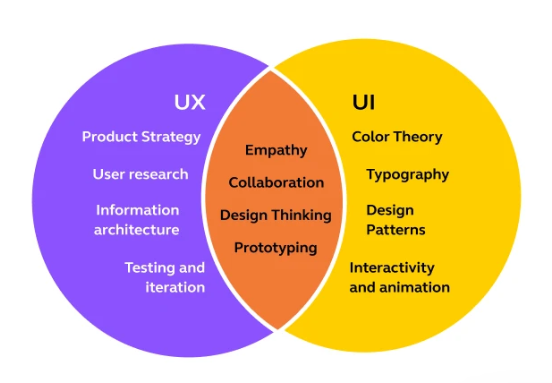 UX
Product Strategy
User research
Information
architecture
Testing and
iteration
Empathy
Collaboration
Design Thinking
Prototyping
UI
Color Theory
Typography
Design
Patterns
Interactivity
and animation